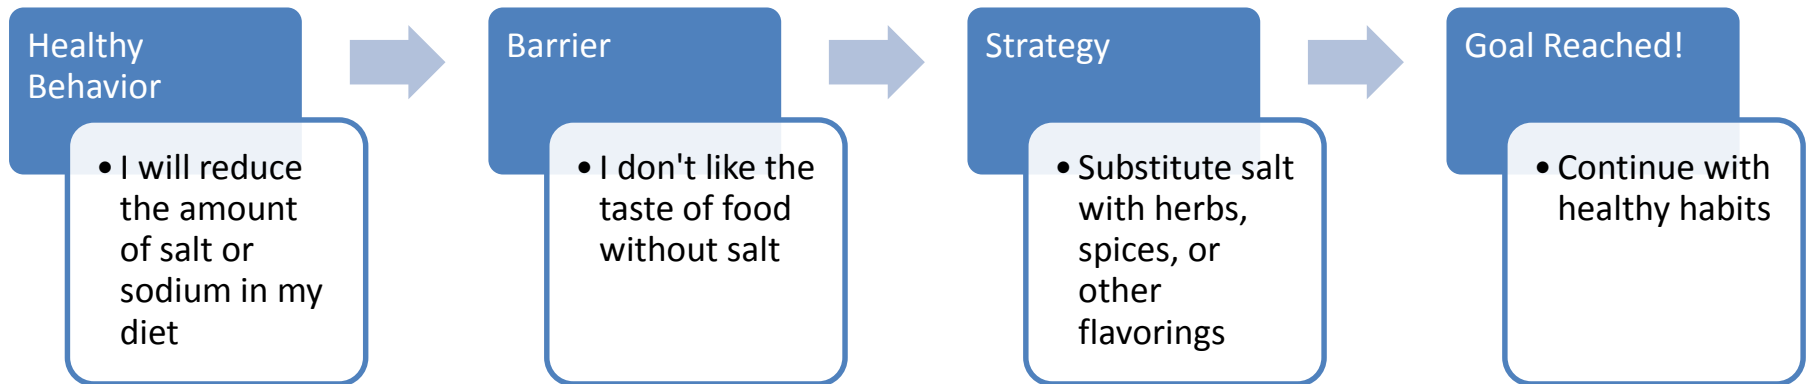 Healthy
Behavior
• I will reduce
the amount
of salt or
sodium in my
diet
Barrier
• I don't like the
taste of food
without salt
Strategy
• Substitute salt
with herbs,
spices, or
other
flavorings
Goal Reached!
• Continue with
healthy habits